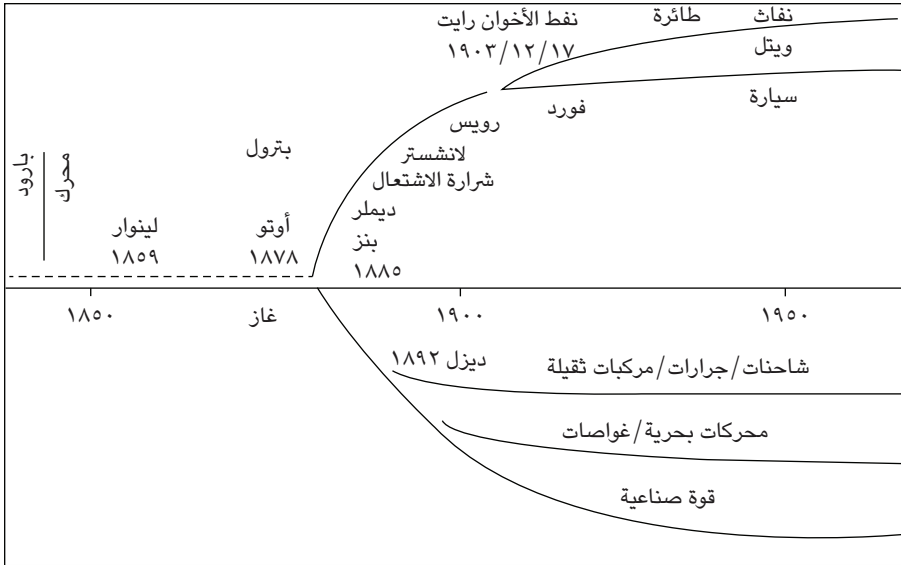 نفط الأخوان رايت
١٩٠٣/١٢/١٧
طائرة
نفاث
ويتل
سيارة
فورد
رويس
لانشستر
شرارة الاشتعال
ديملر
بنز
١٨٨٥
بترول
أوتو
١٨٧٨
لينوار
١٨٥٩
محرك
بارود
١٨٥٠
غاز
١٩٠٠
١٩٥٠
ديزل ١٨٩٢
شاحنات/جرارات/مركبات ثقيلة
محركات بحرية/غواصات
قوة صناعية